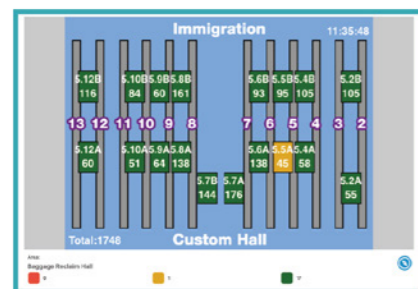 Immigration
11:35:48
5.12B 5.10B 5.9B 5.8B 5.6B 5.5B 5.4B 5.2B
116 84 60 161 93 95 105 105
13 12 11 10 9 8 7 6 5 4 3 2
5.12A 5.10A 5.9A 5.8A 5.6A 5.5A 5.4A
60 51 64 138 138 45 58
5.7B 5.7A 5.2A
144 176 55
Total:1748
Custom Hall
Area:
Baggage Reclaim Hall